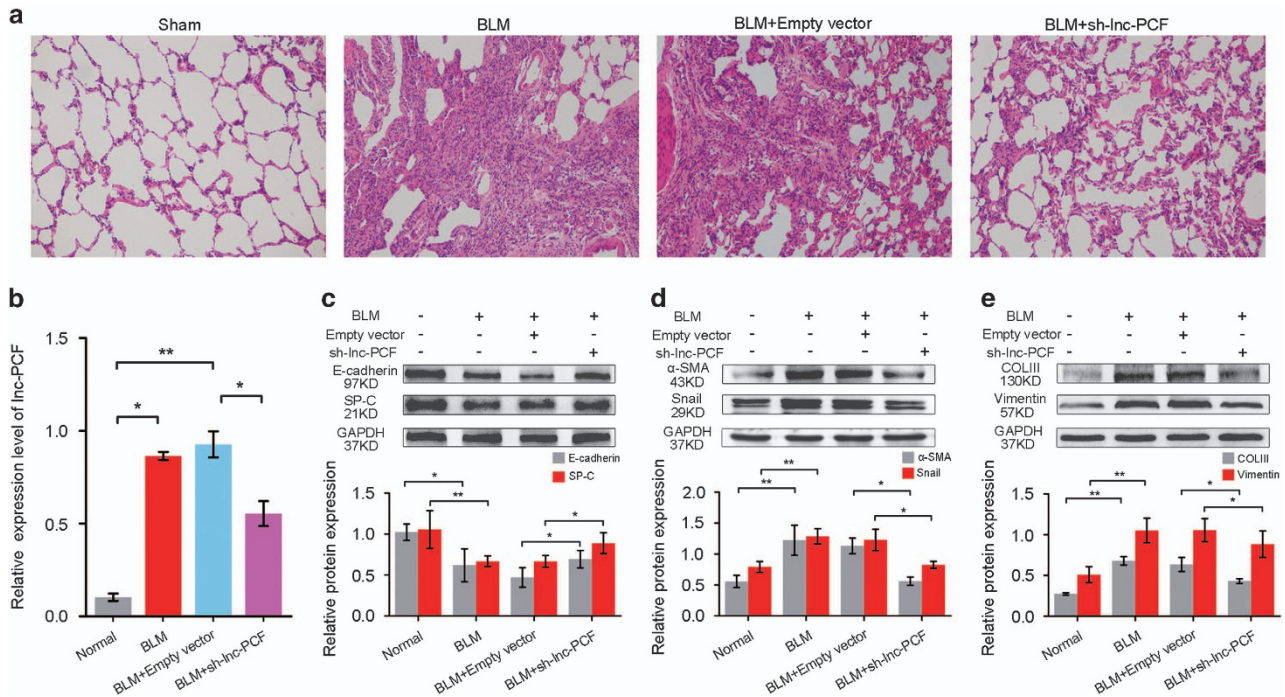 a
Sham
BLM
BLM+Empty vector
BLM+sh-lnc-PCF
b
Relative expression level of lnc-PCF
1.5
1.0
0.5
0.0
**
*
*
Normal
BLM
BLM+Empty vector
BLM+sh-lnc-PCF
c
BLM - + + +
Empty vector - - + -
sh-lnc-PCF - - - +
E-cadherin
97KD
SP-C
21KD
GAPDH
37KD
E-cadherin
SP-C
Relative protein expression
1.5
1.0
0.5
0.0
*
**
*
*
Normal
BLM
BLM+Empty vector
BLM+sh-lnc-PCF
d
BLM - + + +
Empty vector - - + -
sh-lnc-PCF - - - +
α-SMA
43KD
Snail
29KD
GAPDH
37KD
α-SMA
Snail
Relative protein expression
2.0
1.5
1.0
0.5
0.0
**
**
*
*
Normal
BLM
BLM+Empty vector
BLM+sh-lnc-PCF
e
BLM - + + +
Empty vector - - + -
sh-lnc-PCF - - - +
COLIII
130KD
Vimentin
57KD
GAPDH
37KD
COLIII
Vimentin
Relative protein expression
1.5
1.0
0.5
0.0
**
**
*
*
Normal
BLM
BLM+Empty vector
BLM+sh-lnc-PCF